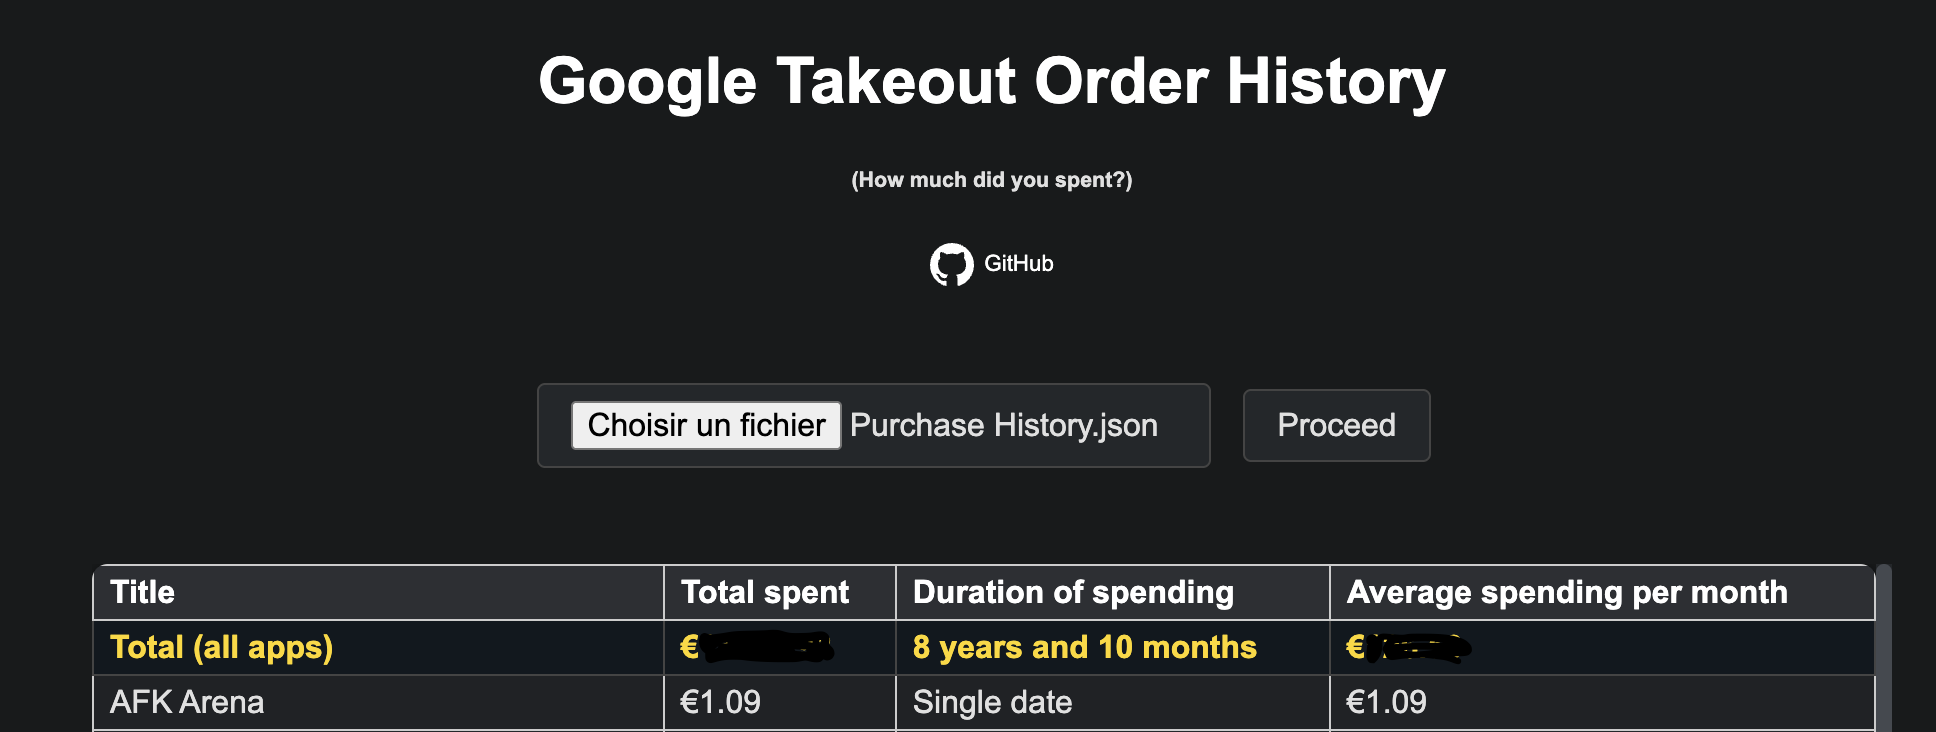 Google Takeout Order History
(How much did you spent?)
GitHub
Choisir un fichier Purchase History.json Proceed
Title Total spent Duration of spending Average spending per month
Total (all apps) € 8 years and 10 months €
AFK Arena €1.09 Single date €1.09